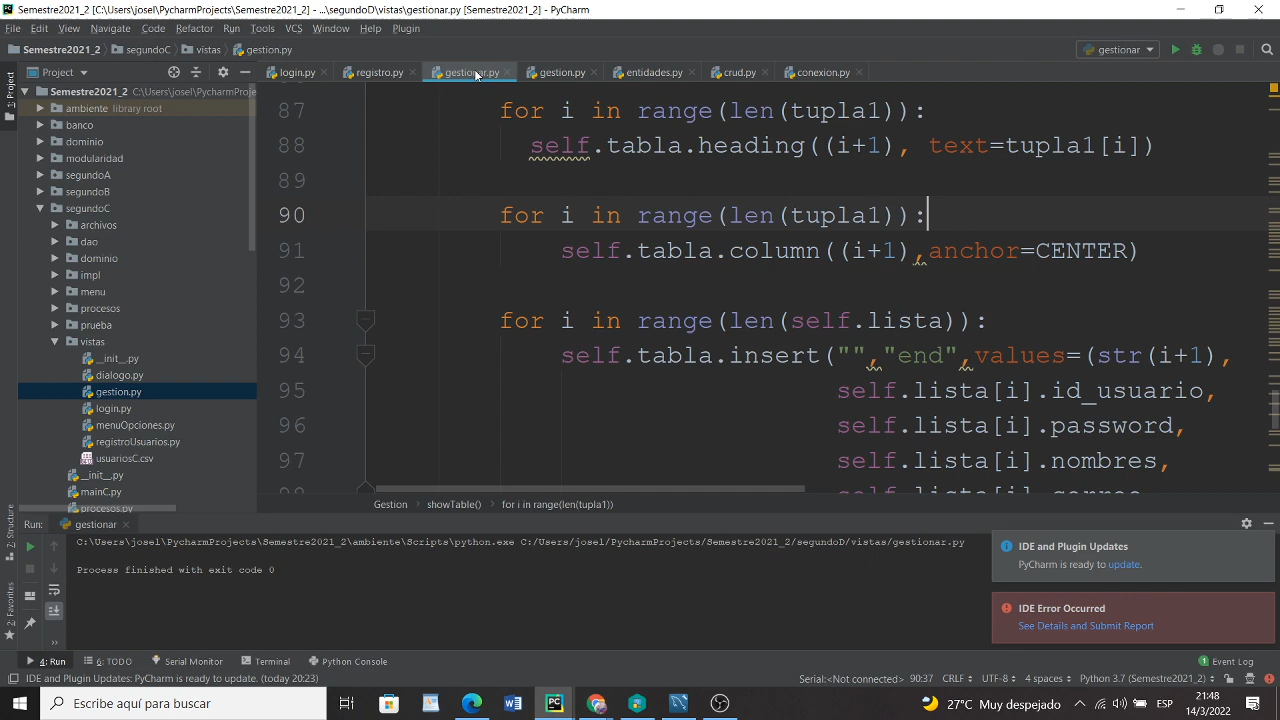 Semestre2021_2 [C:\Users\josel\PycharmProjects\Semestre2021_2] - ...\segundoD\vistas\gestionar.py [Semestre2021_2] - PyCharm
File Edit View Navigate Code Refactor Run Tools VCS Window Help Plugin
Semestre2021_2 segundoC vistas gestion.py gestionar
Project login.py registro.py gestionar.py gestion.py entidades.py crud.py conexion.py
1: Project
Semestre2021_2 C:\Users\josel\PycharmProje
ambiente library root
banco
dominio
modularidad
segundoA
segundoB
segundoC
archivos
dao
dominio
impl
menu
procesos
prueba
vistas
__init__.py
dialogo.py
gestion.py
login.py
menuOpciones.py
registroUsuarios.py
usuariosC.csv
__init__.py
mainC.py
procesos.py
87 for i in range(len(tupla1)):
88 self.tabla.heading((i+1), text=tupla1[i])
89
90 for i in range(len(tupla1)):
91 self.tabla.column((i+1),anchor=CENTER)
92
93 for i in range(len(self.lista)):
94 self.tabla.insert("","end",values=(str(i+1),
95 self.lista[i].id_usuario,
96 self.lista[i].password,
97 self.lista[i].nombres,
98 self.lista[i].correo
Gestion showTable() for i in range(len(tupla1))
Run: gestionar
C:\Users\josel\PycharmProjects\Semestre2021_2\ambiente\Scripts\python.exe C:/Users/josel/PycharmProjects/Semestre2021_2/segundoD/vistas/gestionar.py
Process finished with exit code 0
7: Structure
2: Favorites
IDE and Plugin Updates
PyCharm is ready to update.
IDE Error Occurred
See Details and Submit Report
4: Run 6: TODO Serial Monitor Terminal Python Console 1 Event Log
IDE and Plugin Updates: PyCharm is ready to update. (today 2023) Serial:<Not connected> 90:37 CRLF UTF-8 4 spaces Python 3.7 (Semestre2021_2)
Escribe aquí para buscar 27°C Muy despejado ESP 21:48
14/3/2022